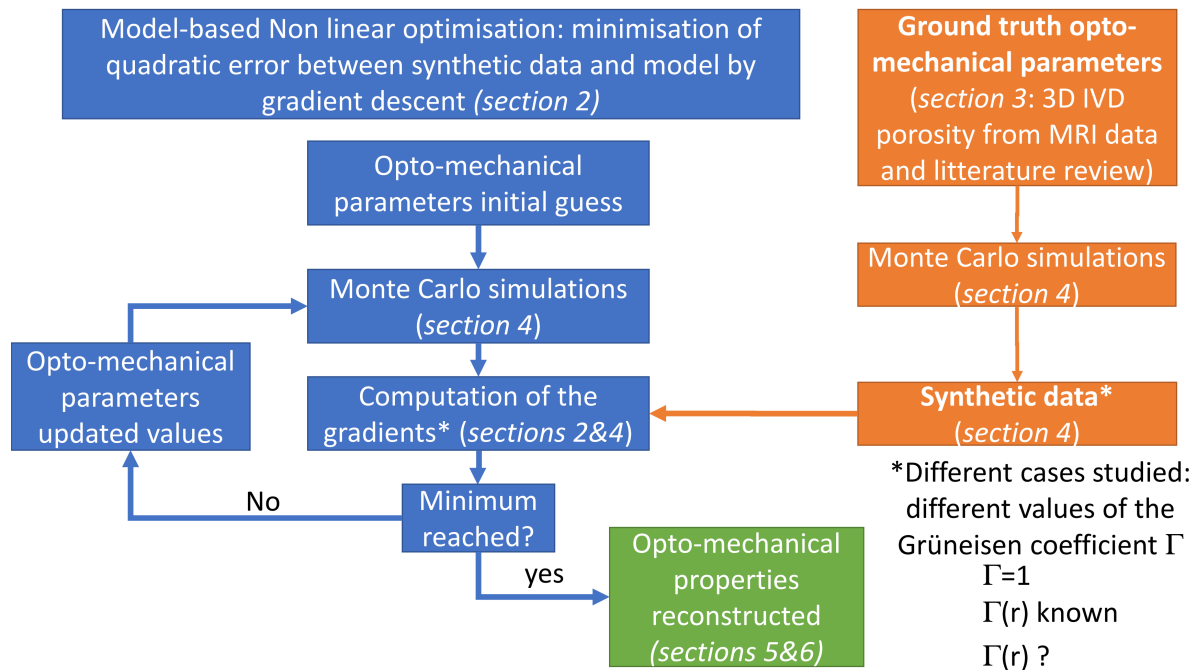 Model-based Non linear optimisation: minimisation of
quadratic error between synthetic data and model by
gradient descent (section 2)
Ground truth opto-
mechanical parameters
(section 3: 3D IVD
porosity from MRI data
and litterature review)
Opto-mechanical
parameters initial guess
Monte Carlo simulations
(section 4)
Monte Carlo simulations
(section 4)
Opto-mechanical
parameters
updated values
Computation of the
gradients* (sections 2&4)
Synthetic data*
(section 4)
No
Minimum
reached?
yes
Opto-mechanical
properties
reconstructed
(sections 5&6)
*Different cases studied:
different values of the
Grüneisen coefficient Γ
Γ=1
Γ(r) known
Γ(r) ?